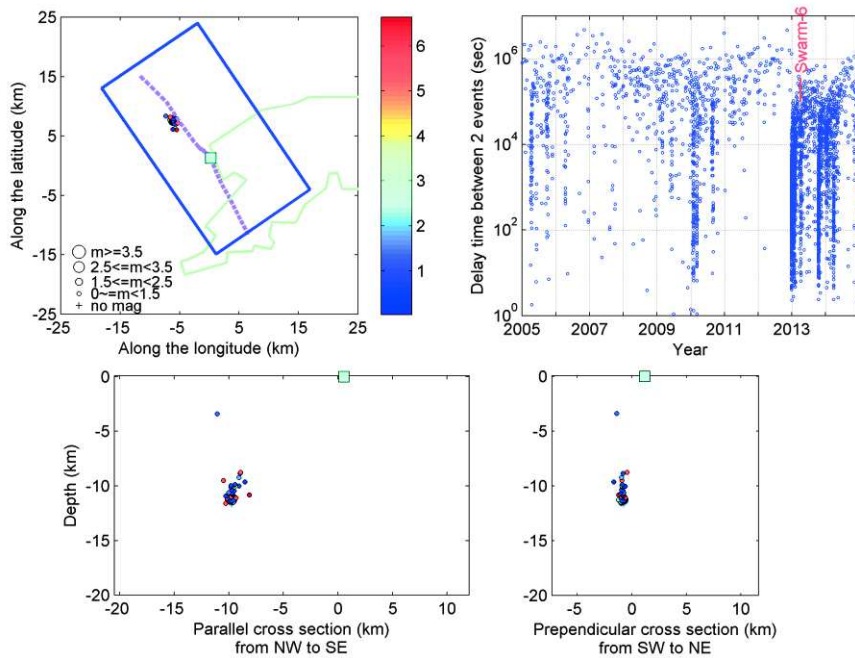 25
15
5
-5
-15
-25
Along the latitude (km)
m>=3.5
2.5<=m<3.5
1.5<=m<2.5
0~=m<1.5
no mag
-25 -15 -5 5 15 25
Along the longitude (km)
6
5
4
3
2
1
Delay time between 2 events (sec)
10^6
10^4
10^2
10^0
Swarm-6
2005 2007 2009 2011 2013
Year
0
-5
-10
-15
-20
Depth (km)
-20 -15 -10 -5 0 5 10
Parallel cross section (km)
from NW to SE
0
-5
-10
-15
-20
-5 0 5 10
Prependicular cross section (km)
from SW to NE